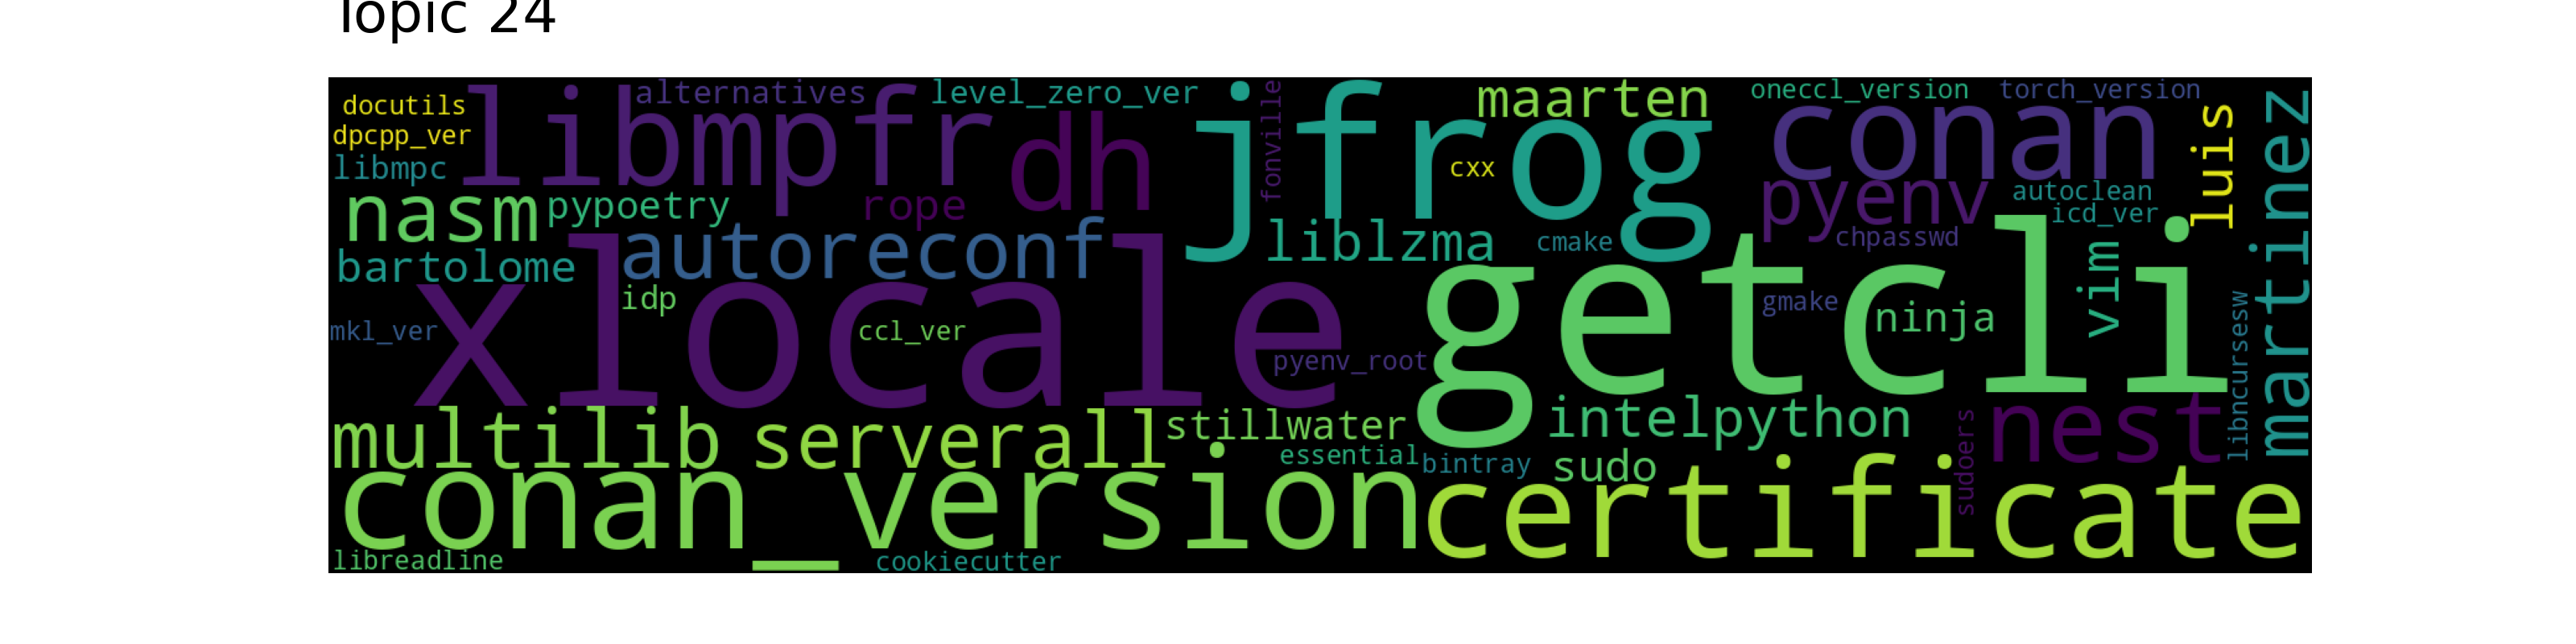 Topic 24
docutils
alternatives
level_zero_ver
maarten
oneccl_version
torch_version
dpcpp_ver
libmpfr
dh
jfrog
fonville
cxx
conan
luis
martinez
libmpc
nasm
pypoetry
rope
pyenv
autoclean
icd_ver
bartolome
autoreconf
liblzma
cmake
chpasswd
vim
idp
xlocale
getcli
gmake
ninja
mkl_ver
ccl_ver
pyenv_root
libncursesw
multilib
serverall
stillwater
intelpython
nest
essential
bintray
sudo
sudoers
conan_version
certificate
libreadline
cookiecutter